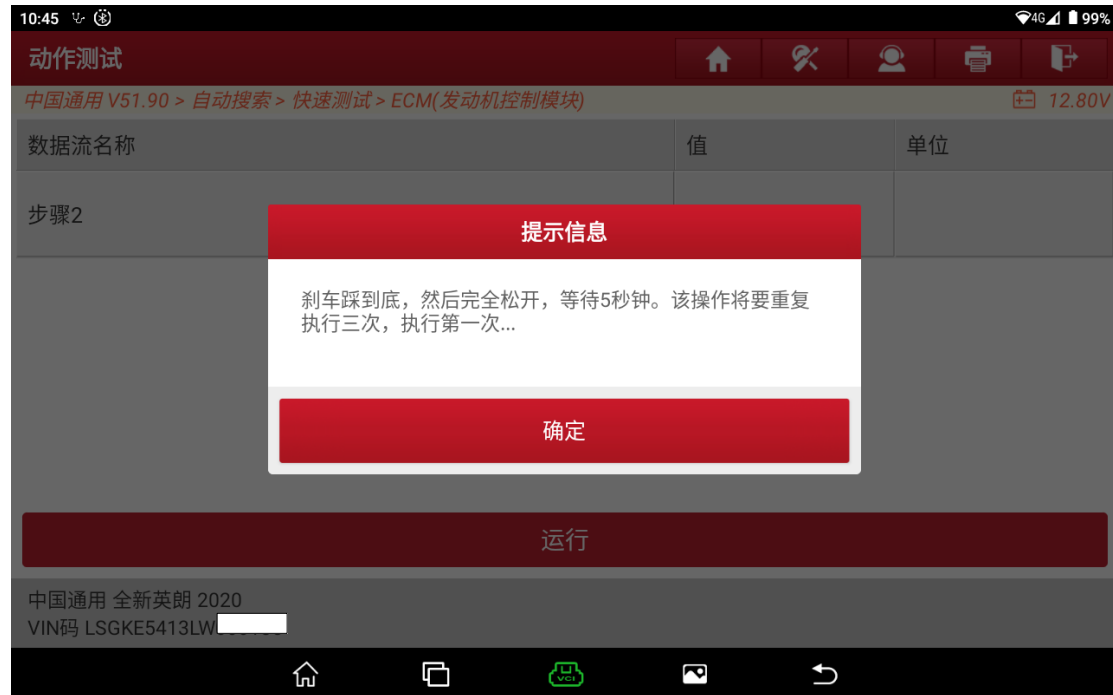 10:45 4G 99%
动作测试
中国通用 V51.90 > 自动搜索 > 快速测试 > ECM(发动机控制模块) 12.80V
数据流名称 值 单位
步骤2
提示信息
刹车踩到底，然后完全松开，等待5秒钟。该操作将要重复
执行三次，执行第一次...
确定
运行
中国通用 全新英朗 2020
VIN码 LSGKE5413LW
VCI